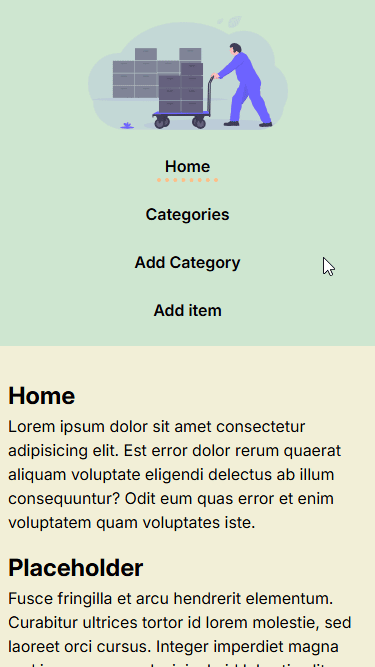 Home
Categories
Add Category
Add item
Home
Lorem ipsum dolor sit amet consectetur
adipisicing elit. Est error dolor rerum quaerat
aliquam voluptate eligendi delectus ab illum
consequuntur? Odit eum quas error et enim
voluptatem quam voluptates iste.
Placeholder
Fusce fringilla et arcu hendrerit elementum.
Curabitur ultrices tortor id lorem molestie, sed
laoreet orci cursus. Integer imperdiet magna